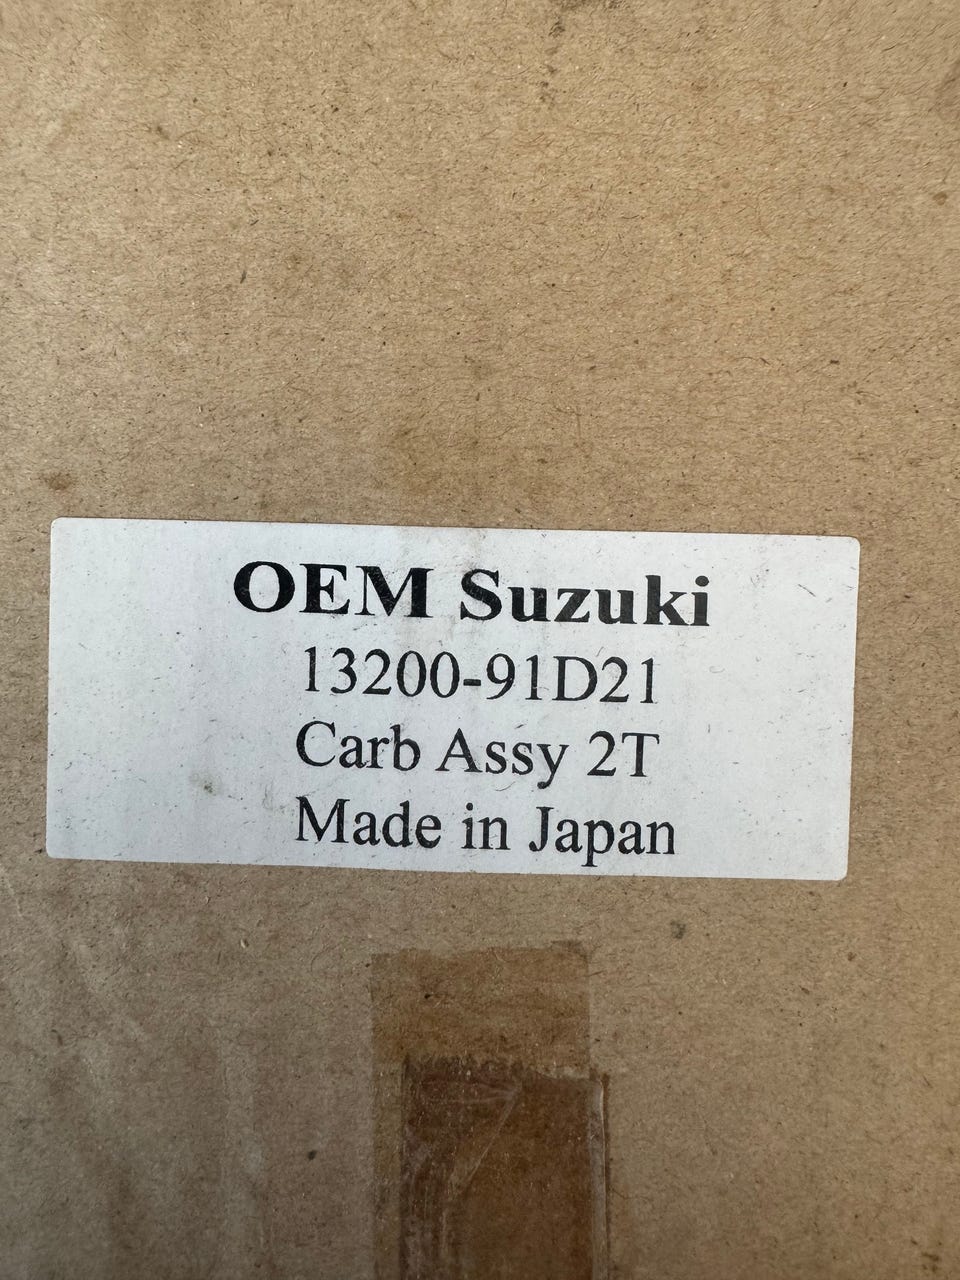 OEM Suzuki
13200-91D21
Carb Assy 2T
Made in Japan